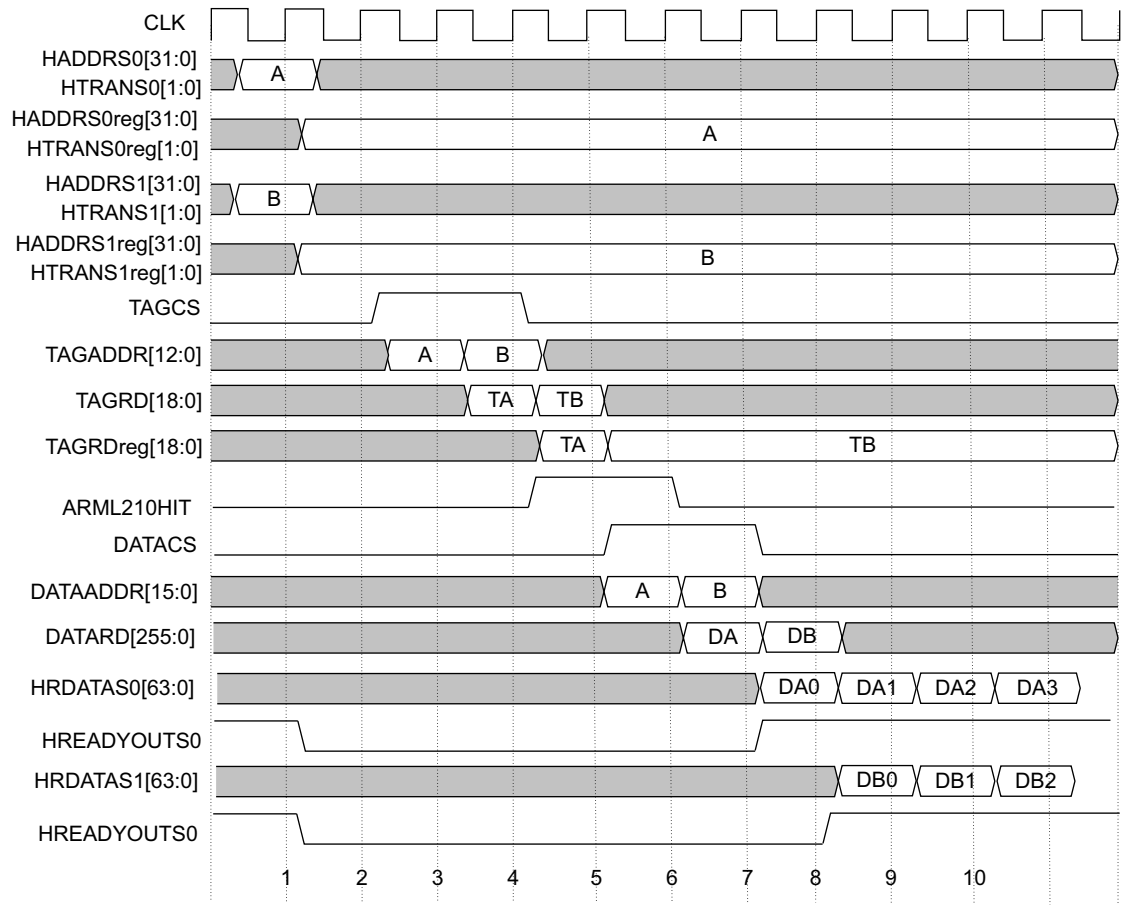 CLK
HADDRS0[31:0]
HTRANS0[1:0]
A
HADDRS0reg[31:0]
HTRANS0reg[1:0]
A
HADDRS1[31:0]
HTRANS1[1:0]
B
HADDRS1reg[31:0]
HTRANS1reg[1:0]
B
TAGCS
TAGADDR[12:0] A B
TAGRD[18:0] TA TB
TAGRDreg[18:0] TA TB
ARML210HIT
DATACS
DATAADDR[15:0] A B
DATARD[255:0] DA DB
HRDATAS0[63:0] DA0 DA1 DA2 DA3
HREADYOUTS0
HRDATAS1[63:0] DB0 DB1 DB2
HREADYOUTS0
1 2 3 4 5 6 7 8 9 10